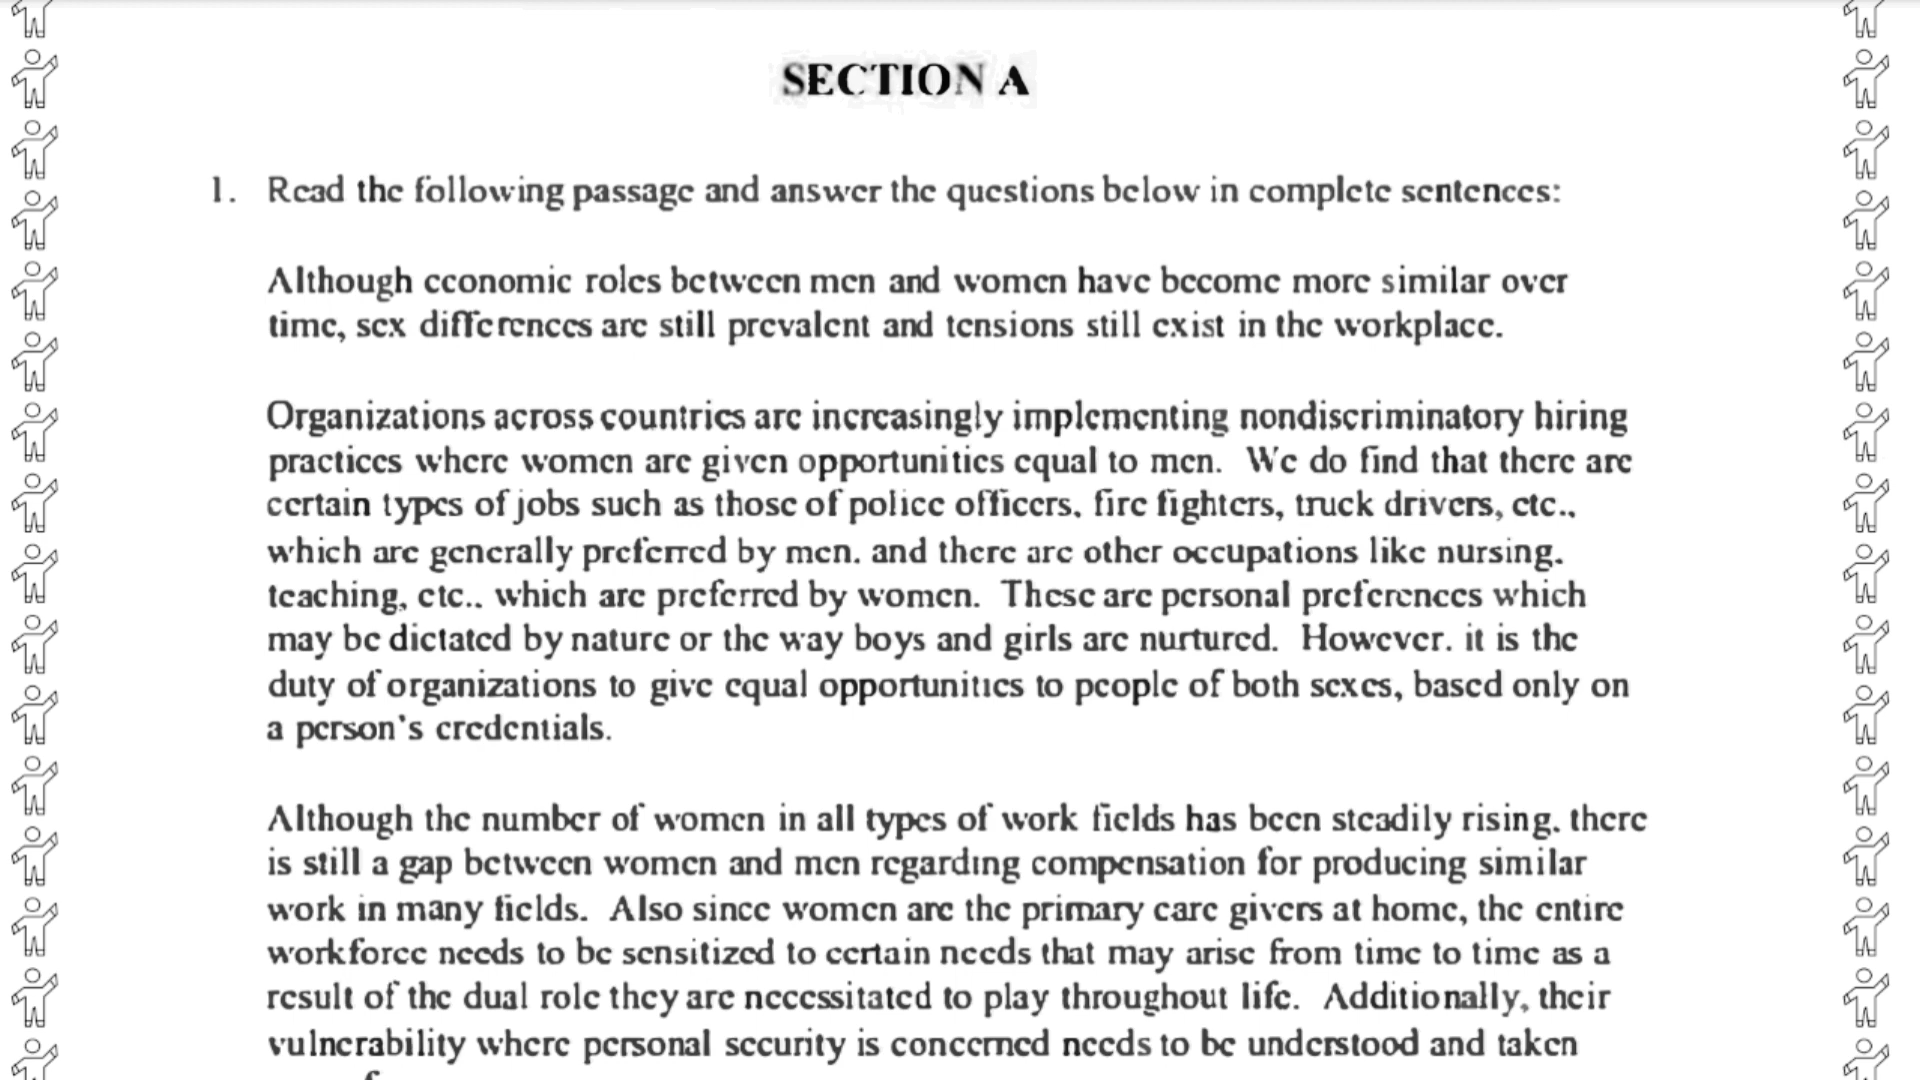 SECTION A
1. Read the following passage and answer the questions below in complete sentences:
Although economic roles between men and women have become more similar over
time, sex differences are still prevalent and tensions still exist in the workplace.
Organizations across countries are increasingly implementing nondiscriminatory hiring
practices where women are given opportunities equal to men. We do find that there are
certain types of jobs such as those of police officers, fire fighters, truck drivers, etc.,
which are generally preferred by men, and there are other occupations like nursing,
teaching, etc., which are preferred by women. These are personal preferences which
may be dictated by nature or the way boys and girls are nurtured. However, it is the
duty of organizations to give equal opportunities to people of both sexes, based only on
a person's credentials.
Although the number of women in all types of work fields has been steadily rising, there
is still a gap between women and men regarding compensation for producing similar
work in many fields. Also since women are the primary care givers at home, the entire
workforce needs to be sensitized to certain needs that may arise from time to time as a
result of the dual role they are necessitated to play throughout life. Additionally, their
vulnerability where personal security is concerned needs to be understood and taken